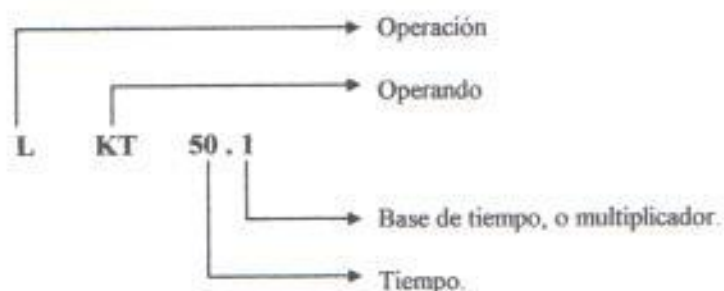 Operación
Operando
L KT 50 . 1
Base de tiempo, o multiplicador.
Tiempo.